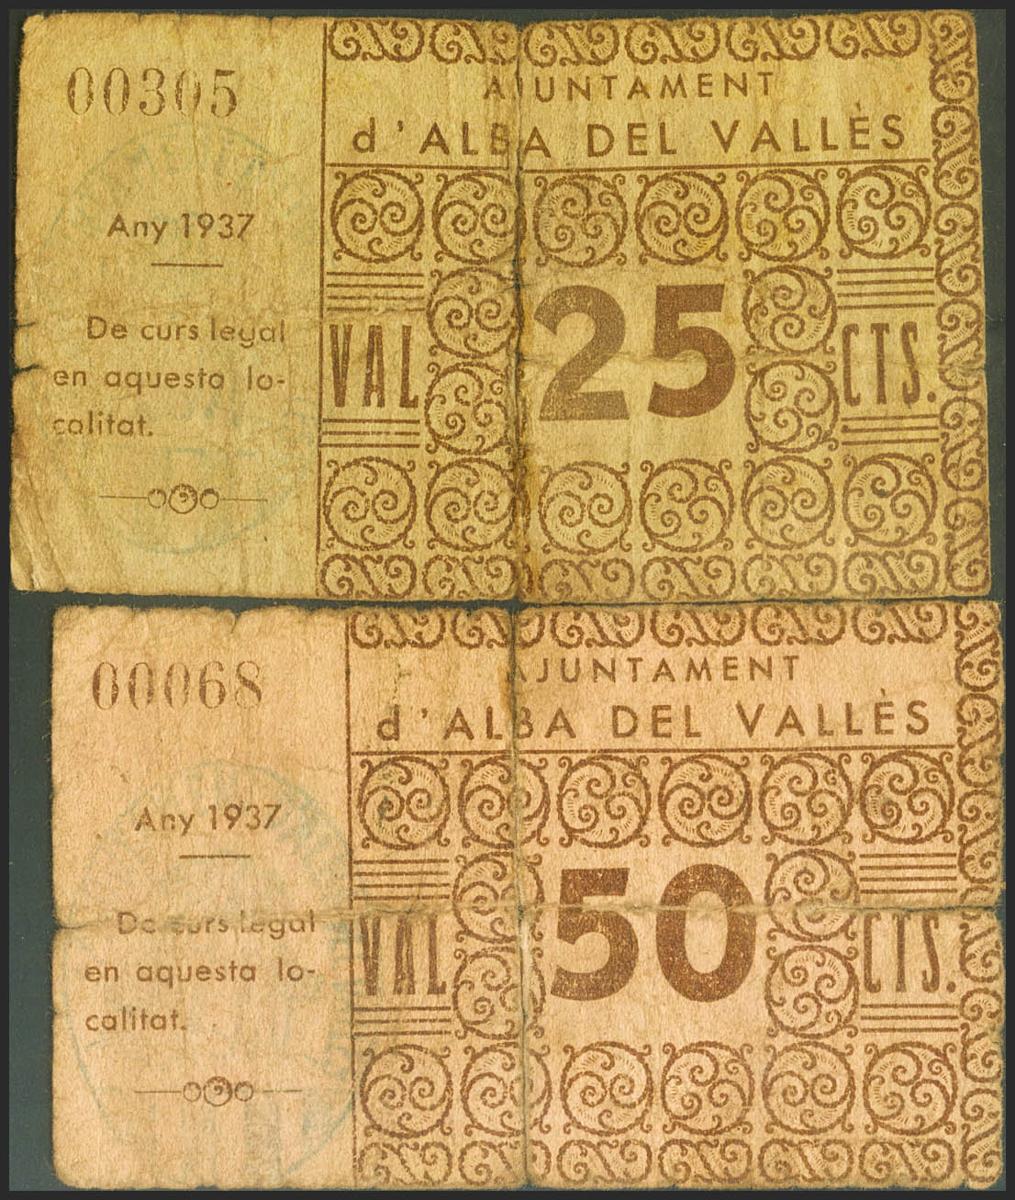 00305
Any 1937
De curs legal
en aquesta lo-
calitat.
AJUNTAMENT
d'ALBA DEL VALLÈS
VAL 25 CTS.
00068
Any 1937
De curs legal
en aquesta lo-
calitat.
AJUNTAMENT
d'ALBA DEL VALLÈS
VAL 50 CTS.